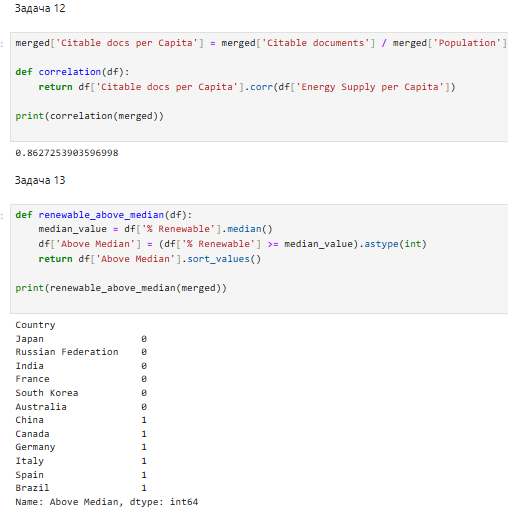 Задача 12
merged['Citable docs per Capita'] = merged['Citable documents'] / merged['Population']
def correlation(df):
    return df['Citable docs per Capita'].corr(df['Energy Supply per Capita'])
print(correlation(merged))
0.8627253903596998
Задача 13
def renewable_above_median(df):
    median_value = df['% Renewable'].median()
    df['Above Median'] = (df['% Renewable'] >= median_value).astype(int)
    return df['Above Median'].sort_values()
print(renewable_above_median(merged))
Country
Japan 0
Russian Federation 0
India 0
France 0
South Korea 0
Australia 0
China 1
Canada 1
Germany 1
Italy 1
Spain 1
Brazil 1
Name: Above Median, dtype: int64